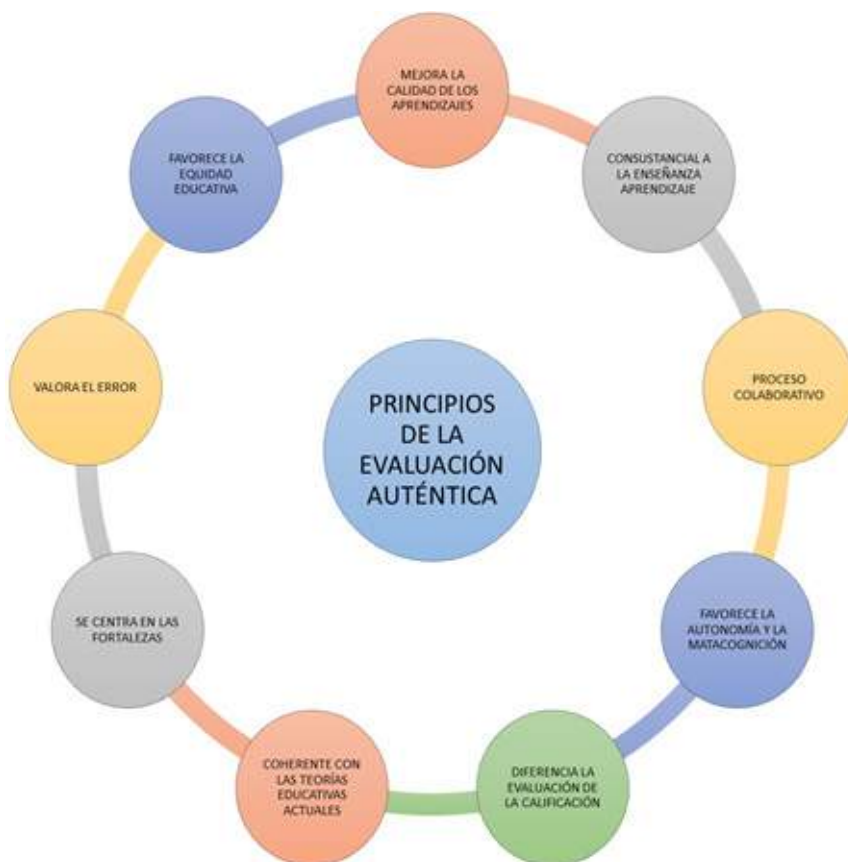 MEJORA LA
CALIDAD DE LOS
APRENDIZAJES
CONSUSTANCIAL A
LA ENSEÑANZA
APRENDIZAJE
PROCESO
COLABORATIVO
FAVORECE LA
AUTONOMÍA Y LA
MATACOGNICIÓN
DIFERENCIA LA
EVALUACIÓN DE
LA CALIFICACIÓN
COHERENTE CON
LAS TEORÍAS
EDUCATIVAS
ACTUALES
SE CENTRA EN LAS
FORTALEZAS
VALORA EL ERROR
FAVORECE LA
EQUIDAD
EDUCATIVA
PRINCIPIOS
DE LA
EVALUACIÓN
AUTÉNTICA